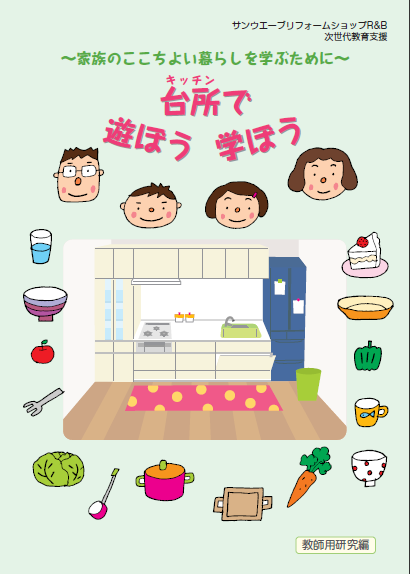 サンウエーブリフォームショップR&B
次世代教育支援
～家族のここちよい暮らしを学ぶために～
キッチン
台所で
遊ぼう 学ぼう
教師用研究編